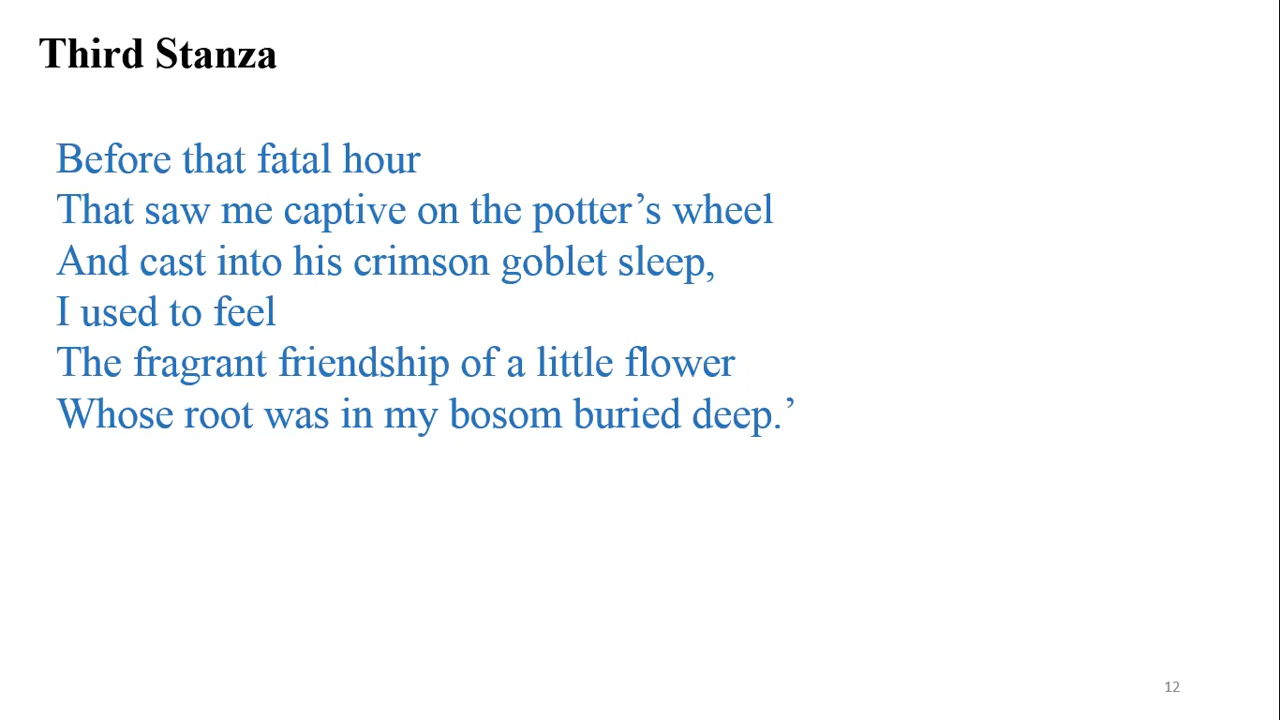 Third Stanza
Before that fatal hour
That saw me captive on the potter’s wheel
And cast into his crimson goblet sleep,
I used to feel
The fragrant friendship of a little flower
Whose root was in my bosom buried deep.’
12